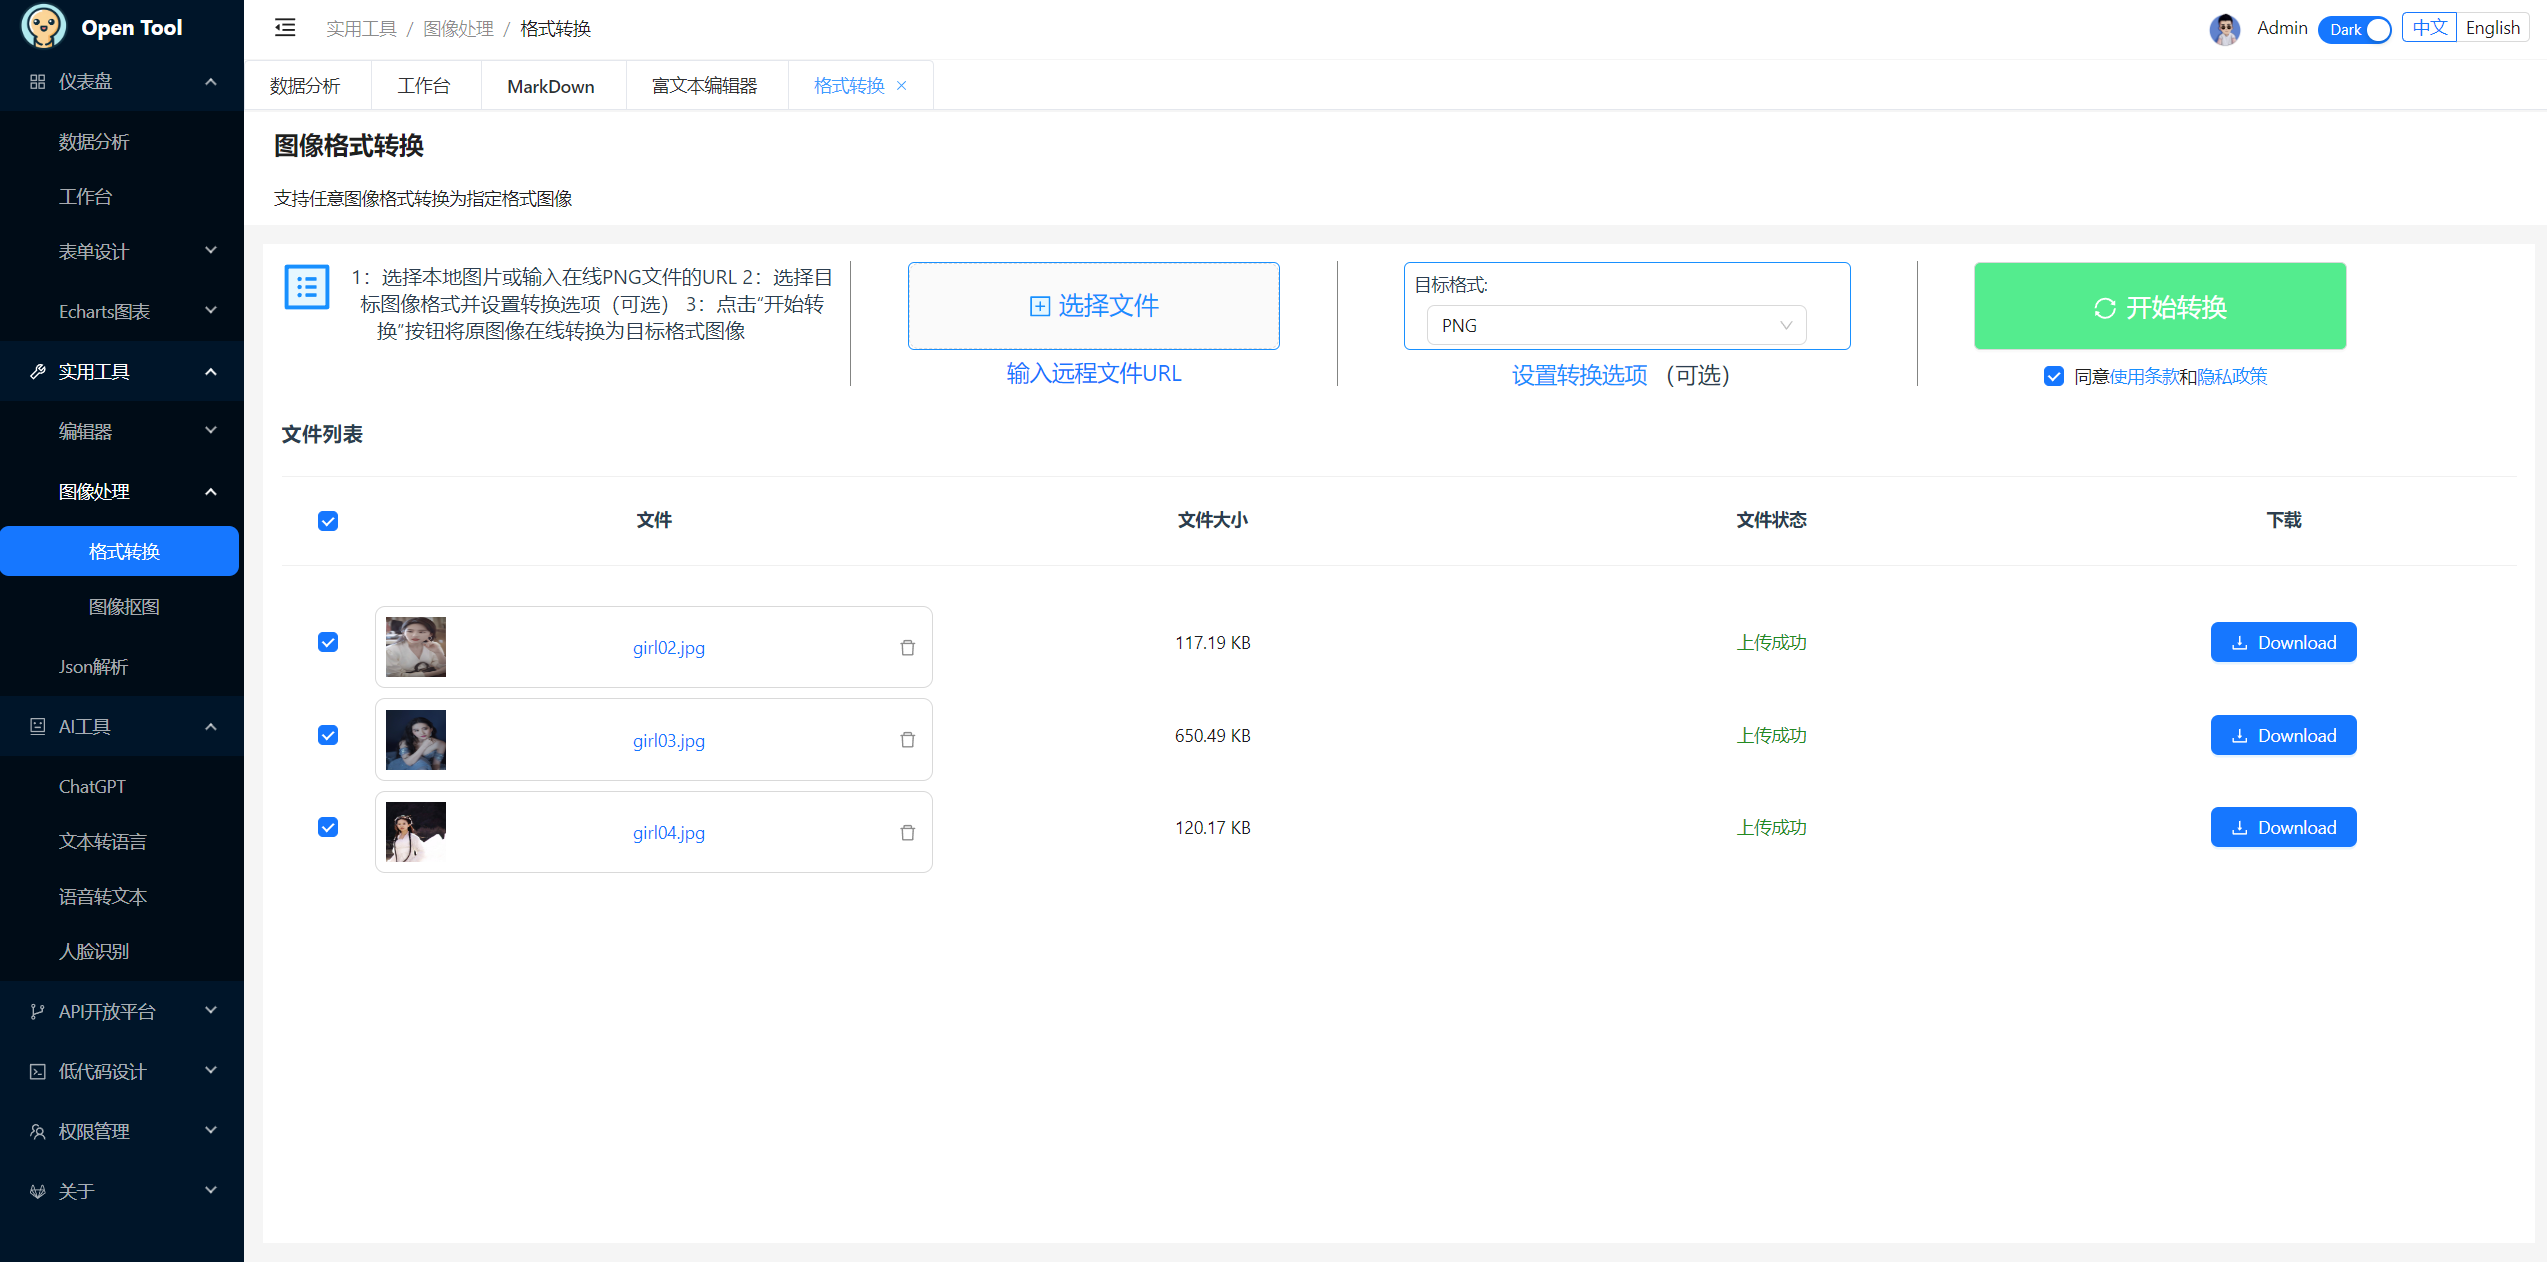 Open Tool
仪表盘
数据分析
工作台
表单设计
Echarts图表
实用工具
编辑器
图像处理
格式转换
图像抠图
Json解析
AI工具
ChatGPT
文本转语言
语音转文本
人脸识别
API开放平台
低代码设计
权限管理
关于
实用工具 / 图像处理 / 格式转换
Admin Dark 中文 English
数据分析 工作台 MarkDown 富文本编辑器 格式转换
图像格式转换
支持任意图像格式转换为指定格式图像
1：选择本地图片或输入在线PNG文件的URL 2：选择目
标图像格式并设置转换选项（可选） 3：点击“开始转
换”按钮将原图像在线转换为目标格式图像
选择文件
输入远程文件URL
目标格式:
PNG
设置转换选项 （可选）
开始转换
同意使用条款和隐私政策
文件列表
文件 文件大小 文件状态 下载
girl02.jpg 117.19 KB 上传成功 Download
girl03.jpg 650.49 KB 上传成功 Download
girl04.jpg 120.17 KB 上传成功 Download